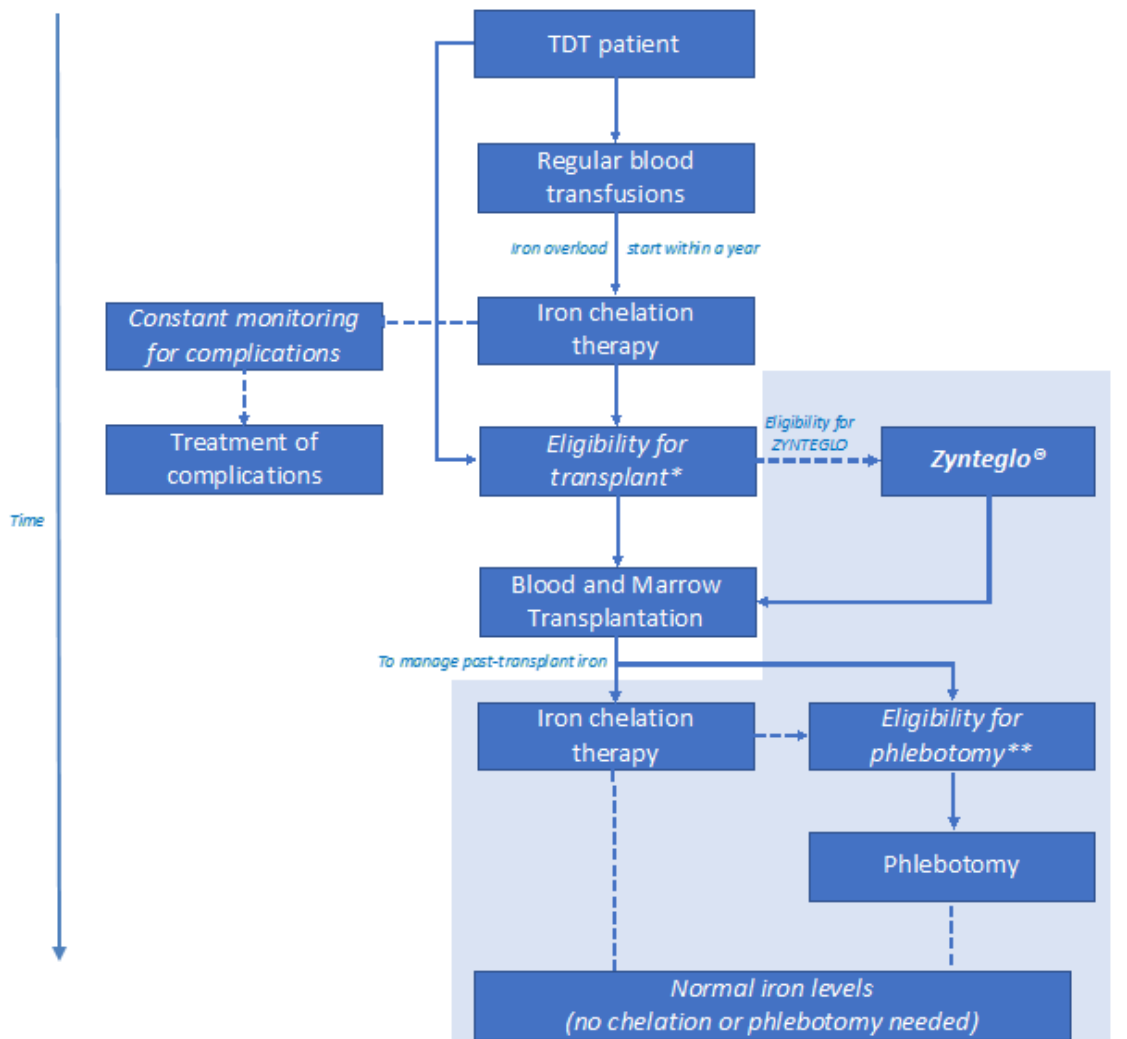 TDT patient
Regular blood
transfusions
Iron overload start within a year
Constant monitoring
for complications
Iron chelation
therapy
Treatment of
complications
Eligibility for
transplant*
Eligibility for
ZYNTEGLO
Zynteglo®
Time
Blood and Marrow
Transplantation
To manage post-transplant iron
Iron chelation
therapy
Eligibility for
phlebotomy**
Phlebotomy
Normal iron levels
(no chelation or phlebotomy needed)